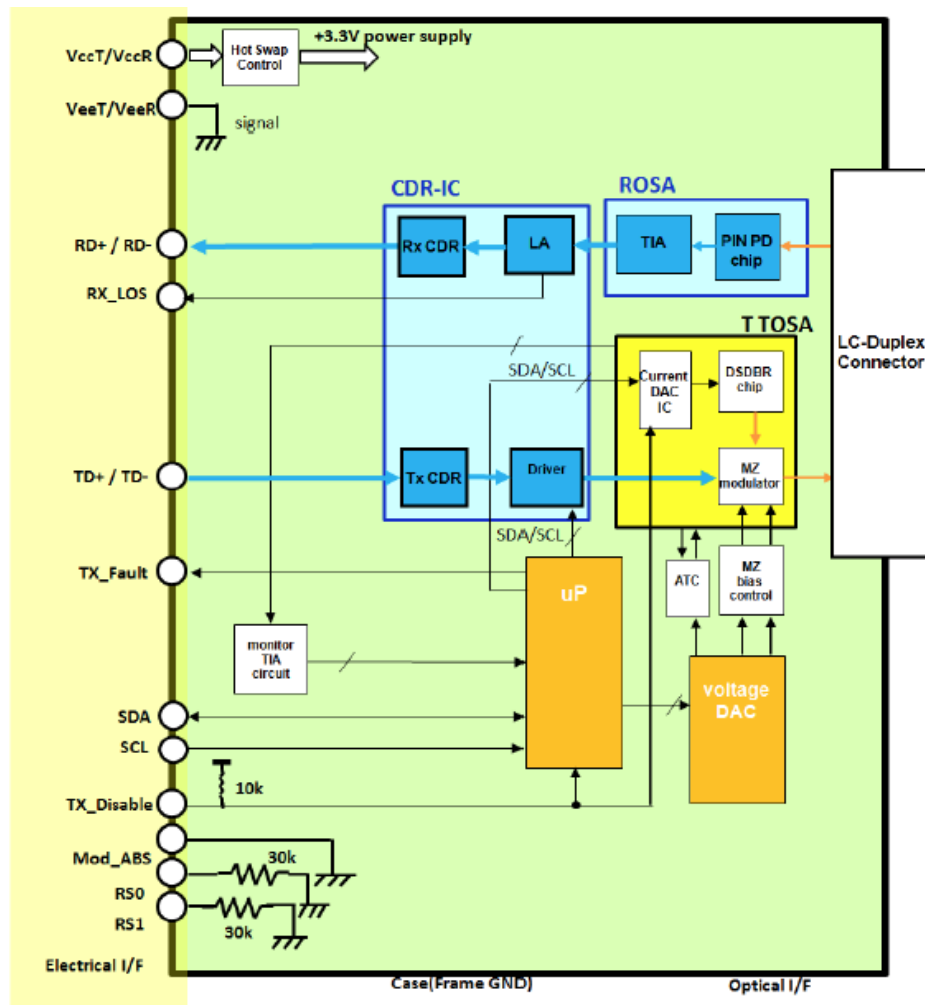 VccT/VccR
Hot Swap
Control
+3.3V power supply
VeeT/VeeR
signal
CDR-IC
ROSA
RD+ / RD-
Rx CDR
LA
TIA
PIN PD
chip
RX_LOS
T TOSA
LC-Duplex
Connector
SDA/SCL
Current
DAC
IC
DSDBR
chip
TD+ / TD-
Tx CDR
Driver
MZ
modulator
SDA/SCL
TX_Fault
uP
ATC
MZ
bias
control
monitor
TIA
circuit
voltage
DAC
SDA
SCL
10k
TX_Disable
Mod_ABS
30k
RS0
RS1
30k
Electrical I/F
Case(Frame GND)
Optical I/F